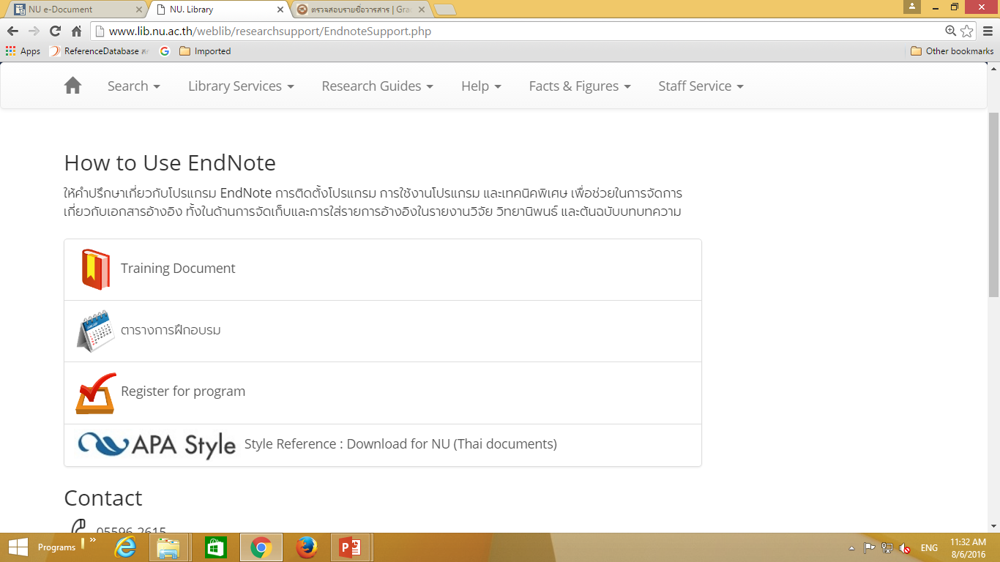 NU e-Document
NU. Library
ตรวจสอบรายชื่อวารสาร | Gra
www.lib.nu.ac.th/weblib/researchsupport/EndnoteSupport.php
Apps ReferenceDatabase Imported Other bookmarks
Search Library Services Research Guides Help Facts & Figures Staff Service
How to Use EndNote
ให้คำปรึกษาเกี่ยวกับโปรแกรม EndNote การติดตั้งโปรแกรม การใช้งานโปรแกรม และเทคนิคพิเศษ เพื่อช่วยในการจัดการ
เกี่ยวกับเอกสารอ้างอิง ทั้งในด้านการจัดเก็บและการใส่รายการอ้างอิงในรายงานวิจัย วิทยานิพนธ์ และต้นฉบับบทบทความ
Training Document
ตารางการฝึกอบรม
Register for program
APA Style Style Reference : Download for NU (Thai documents)
Contact
05596 2615
Programs
ENG
11:32 AM
8/6/2016